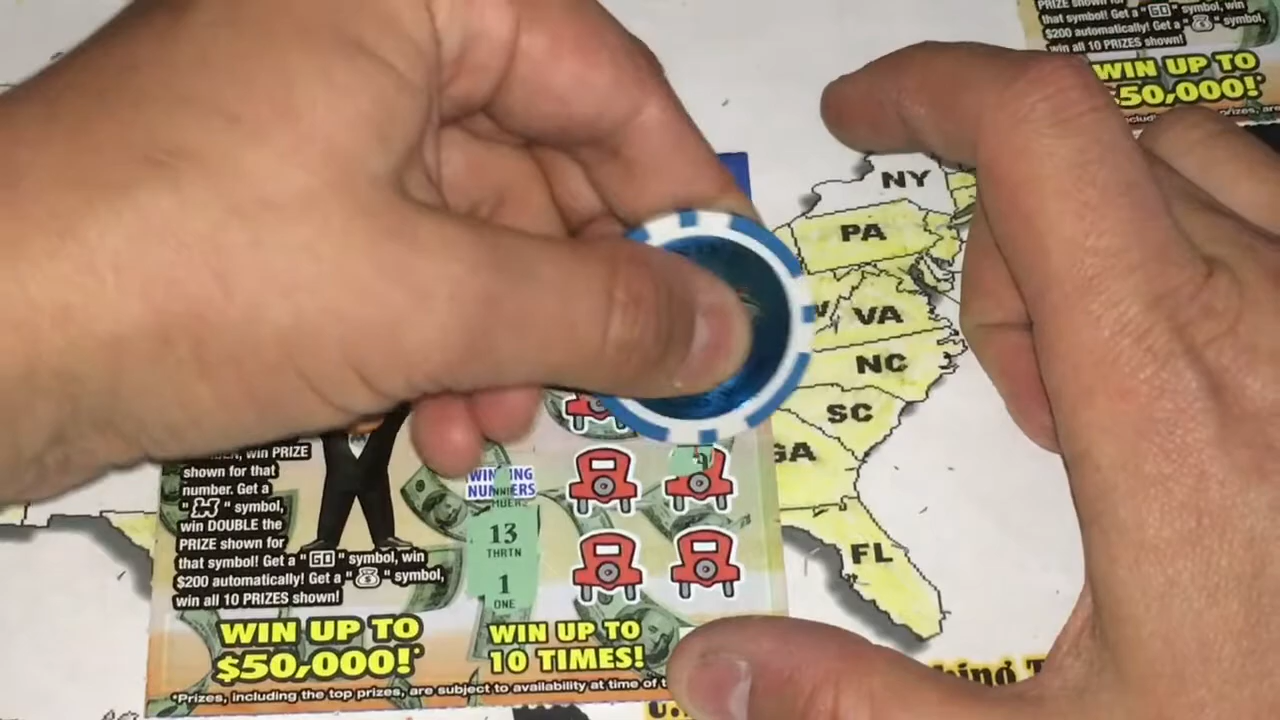 that symbol! Get a " GO " symbol, win
$200 automatically! Get a " " symbol,
win all 10 PRIZES shown!
WIN UP TO
$50,000!*
NY
PA
VA
NC
SC
GA
FL
win PRIZE
shown for that
number. Get a
" " symbol,
win DOUBLE the
PRIZE shown for
that symbol! Get a " GO " symbol, win
$200 automatically! Get a " " symbol,
win all 10 PRIZES shown!
WIN UP TO
$50,000!*
WINNING
NUMBERS
13
THRTN
1
ONE
WIN UP TO
10 TIMES!
*Prizes, including the top prizes, are subject to availability at time of